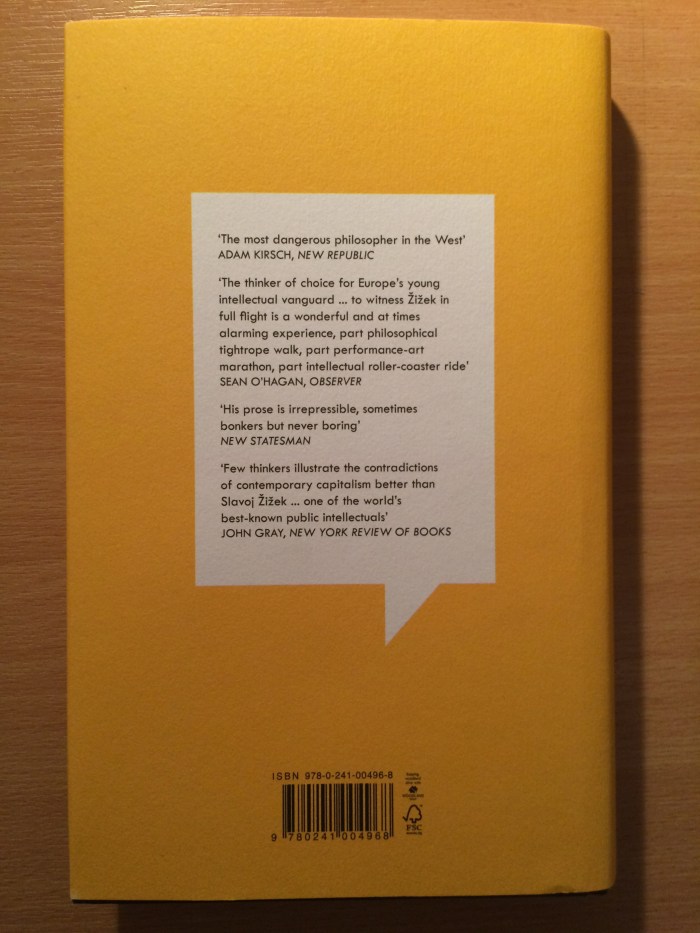 ‘The most dangerous philosopher in the West’
ADAM KIRSCH, NEW REPUBLIC
‘The thinker of choice for Europe’s young
intellectual vanguard ... to witness Žižek in
full flight is a wonderful and at times
alarming experience, part philosophical
tightrope walk, part performance-art
marathon, part intellectual roller-coaster ride’
SEAN O’HAGAN, OBSERVER
‘His prose is irrepressible, sometimes
bonkers but never boring’
NEW STATESMAN
‘Few thinkers illustrate the contradictions
of contemporary capitalism better than
Slavoj Žižek ... one of the world’s
best-known public intellectuals’
JOHN GRAY, NEW YORK REVIEW OF BOOKS
ISBN 978-0-241-00496-8
9 780241 004968
FSC